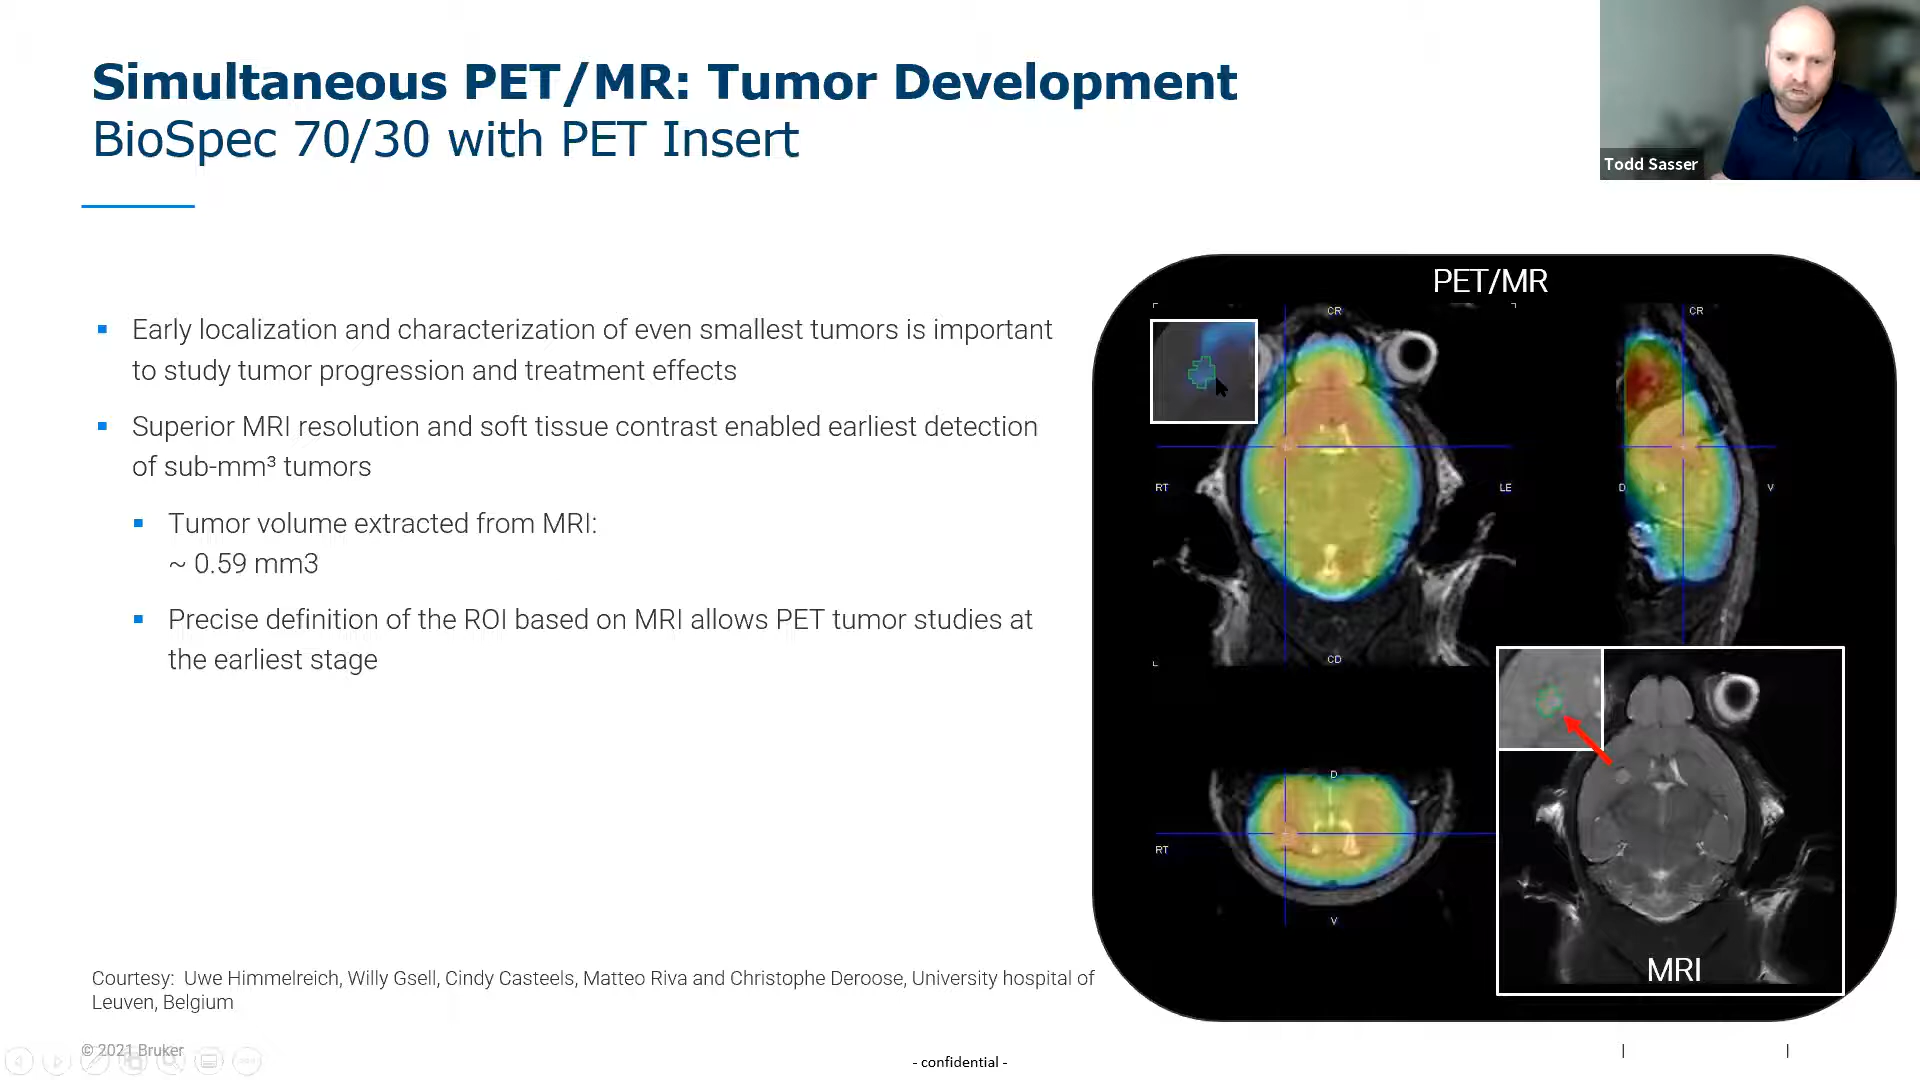 Simultaneous PET/MR: Tumor Development
BioSpec 70/30 with PET Insert
Todd Sasser
Early localization and characterization of even smallest tumors is important
to study tumor progression and treatment effects
Superior MRI resolution and soft tissue contrast enabled earliest detection
of sub-mm³ tumors
Tumor volume extracted from MRI:
~ 0.59 mm3
Precise definition of the ROI based on MRI allows PET tumor studies at
the earliest stage
PET/MR
CR
CR
RT
LE
D
V
CD
D
RT
V
MRI
Courtesy: Uwe Himmelreich, Willy Gsell, Cindy Casteels, Matteo Riva and Christophe Deroose, University hospital of
Leuven, Belgium
© 2021 Bruker
- confidential -